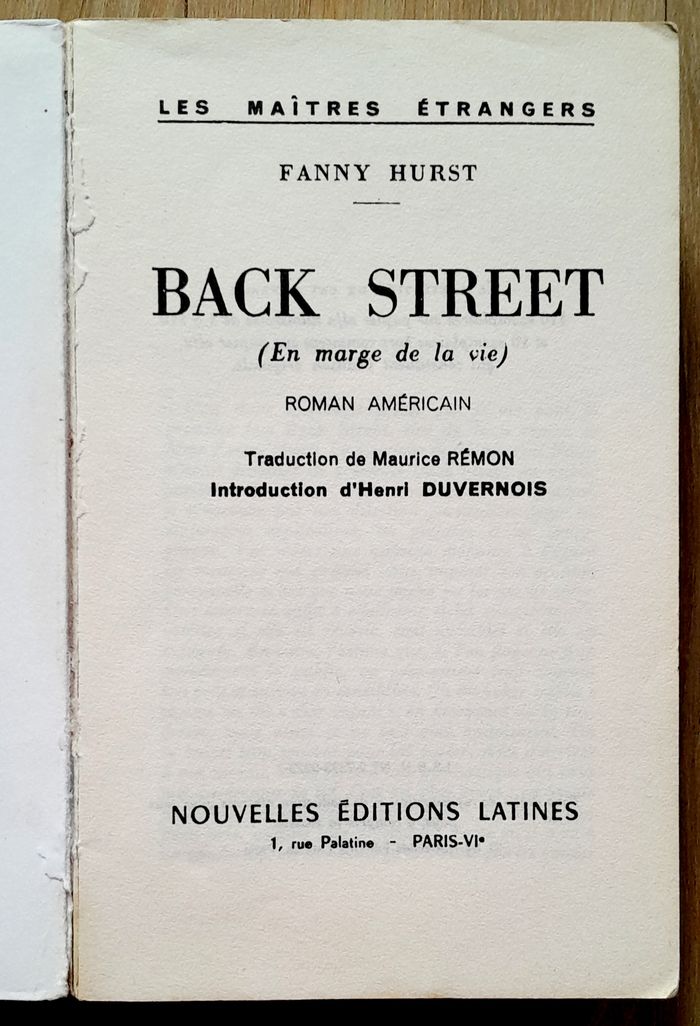 LES MAÎTRES ÉTRANGERS
FANNY HURST
BACK STREET
(En marge de la vie)
ROMAN AMÉRICAIN
Traduction de Maurice RÉMON
Introduction d'Henri DUVERNOIS
NOUVELLES ÉDITIONS LATINES
1, rue Palatine - PARIS-VIe